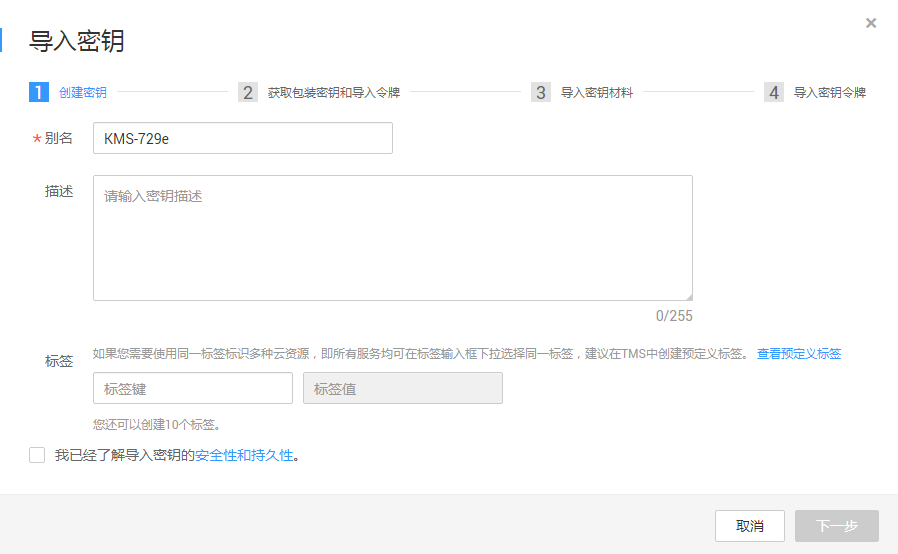 导入密钥
1 创建密钥 2 获取包装密钥和导入令牌 3 导入密钥材料 4 导入密钥令牌
* 别名 KMS-729e
描述 请输入密钥描述
0/255
标签 如果您需要使用同一标签标识多种云资源，即所有服务均可在标签输入框下拉选择同一标签，建议在TMS中创建预定义标签。 查看预定义标签
标签键 标签值
您还可以创建10个标签。
我已经了解导入密钥的安全性和持久性。
取消 下一步